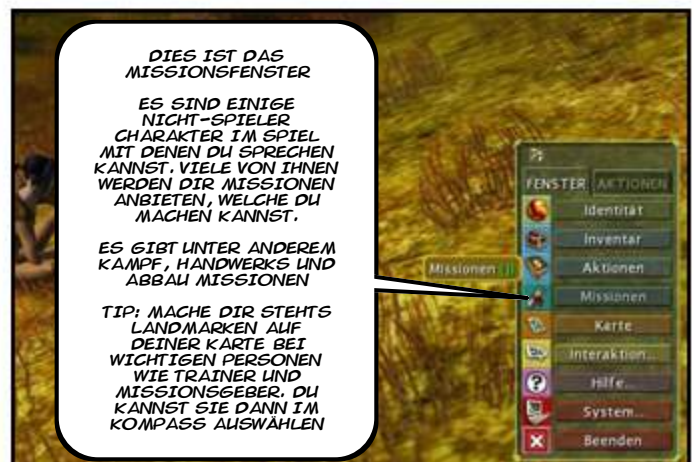 DIES IST DAS
MISSIONSFENSTER
ES SIND EINIGE
NICHT-SPIELER
CHARAKTER IM SPIEL
MIT DENEN DU SPRECHEN
KANNST. VIELE VON IHNEN
WERDEN DIR MISSIONEN
ANBIETEN, WELCHE DU
MACHEN KANNST.
ES GIBT UNTER ANDEREM
KAMPF, HANDWERKS UND
ABBAU MISSIONEN
TIP: MACHE DIR STEHTS
LANDMARKEN AUF
DEINER KARTE BEI
WICHTIGEN PERSONEN
WIE TRAINER UND
MISSIONSGEBER. DU
KANNST SIE DANN IM
KOMPASS AUSWÄHLEN
FENSTER AKTIONEN
Identität
Inventar
Aktionen
Missionen
Missionen
Karte
Interaktion...
Hilfe...
System...
Beenden